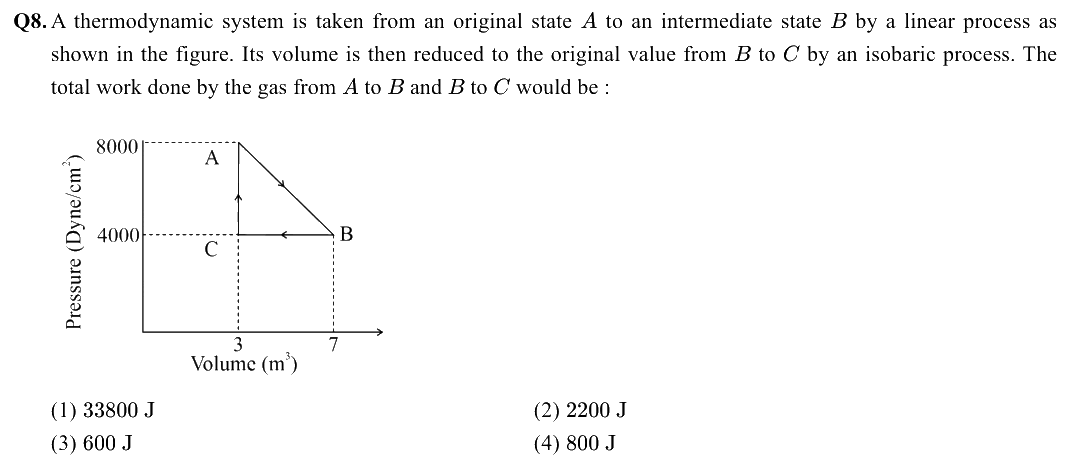 Q8. A thermodynamic system is taken from an original state A to an intermediate state B by a linear process as
shown in the figure. Its volume is then reduced to the original value from B to C by an isobaric process. The
total work done by the gas from A to B and B to C would be :
8000
A
Pressure (Dyne/cm²)
4000
C
B
3
7
Volume (m³)
(1) 33800 J
(2) 2200 J
(3) 600 J
(4) 800 J